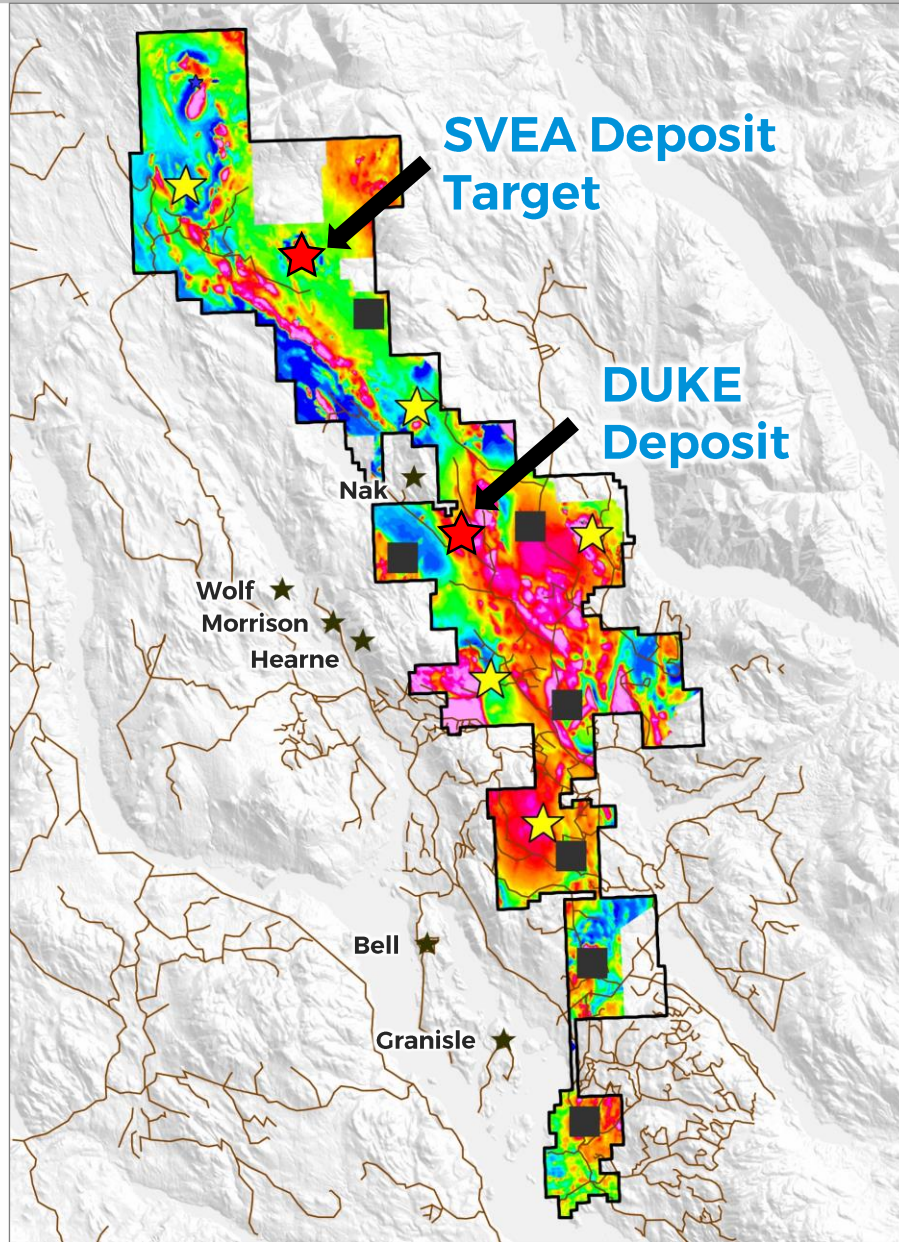 SVEA Deposit
Target
DUKE
Deposit
Nak
Wolf
Morrison
Hearne
Bell
Granisle